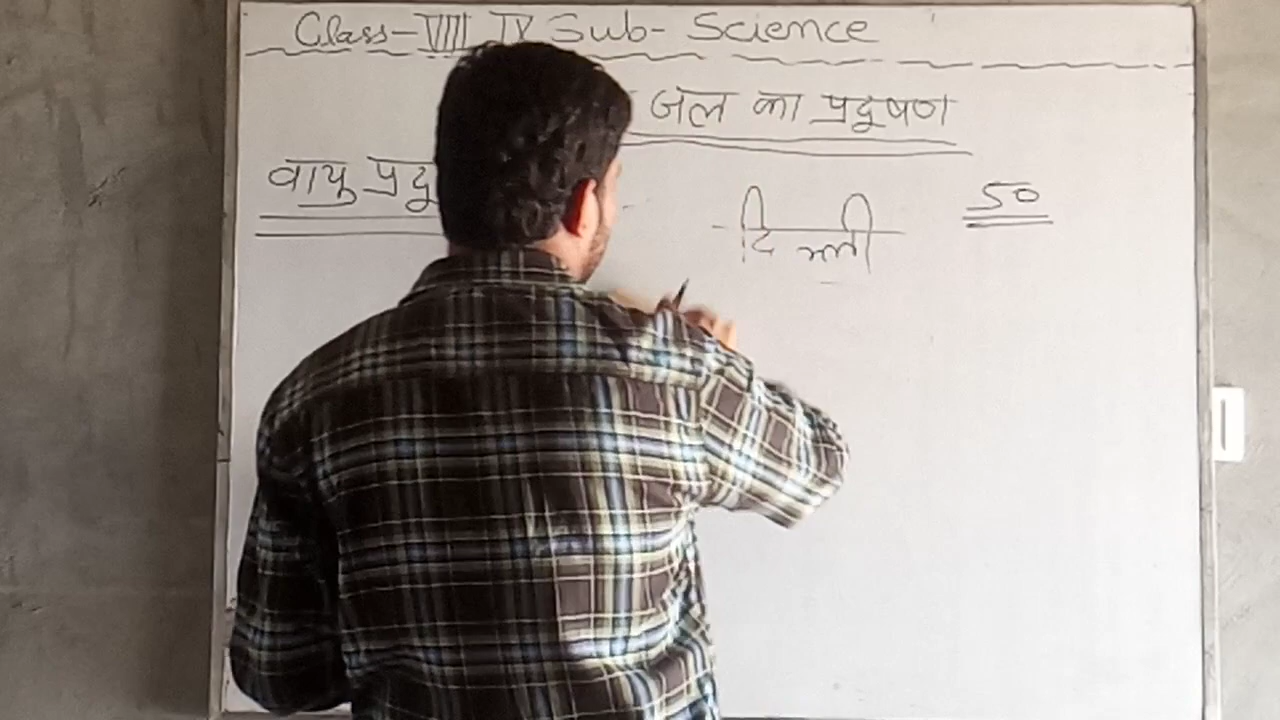 Class-VIII IX Sub- Science
जल का प्रदूषण
वायु प्रदू
दिल्ली 50